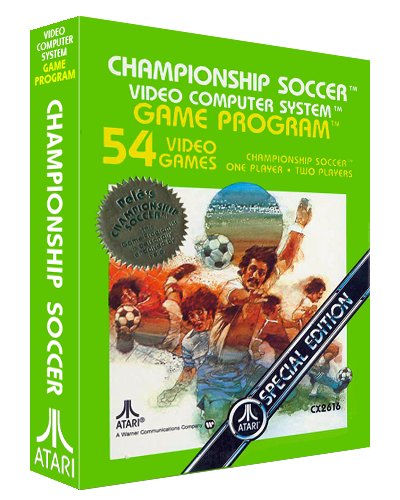 VIDEO
COMPUTER
SYSTEM
GAME
PROGRAM
CHAMPIONSHIP SOCCER
ATARI
CHAMPIONSHIP SOCCER™
VIDEO COMPUTER SYSTEM™
GAME PROGRAM™
54 VIDEO
GAMES
CHAMPIONSHIP SOCCER™
ONE PLAYER • TWO PLAYERS
Pelé's
CHAMPIONSHIP
SOCCER
SPECIAL EDITION
ATARI
ATARI®
A Warner Communications Company
CX2616